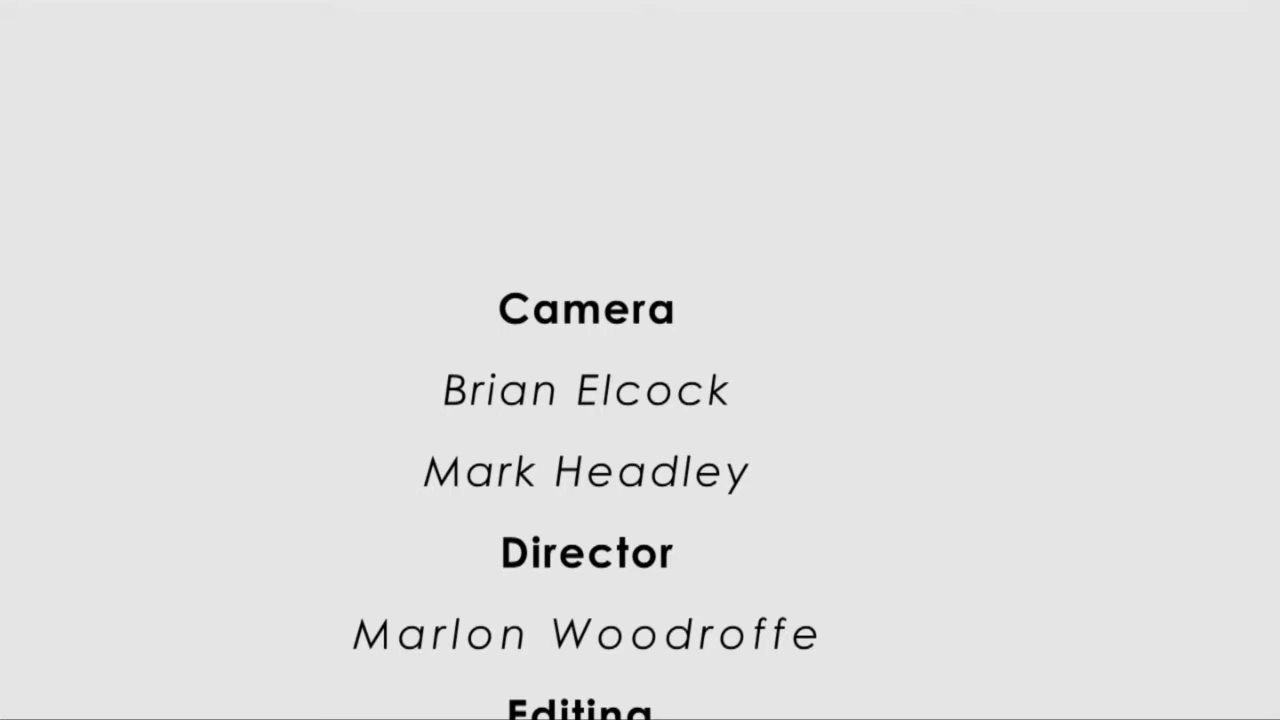 Camera
Brian Elcock
Mark Headley
Director
Marlon Woodroffe
Editing